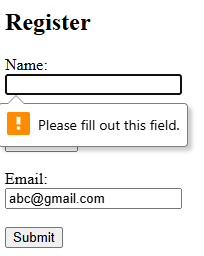 Register
Name:
Please fill out this field.
Email:
abc@gmail.com
Submit